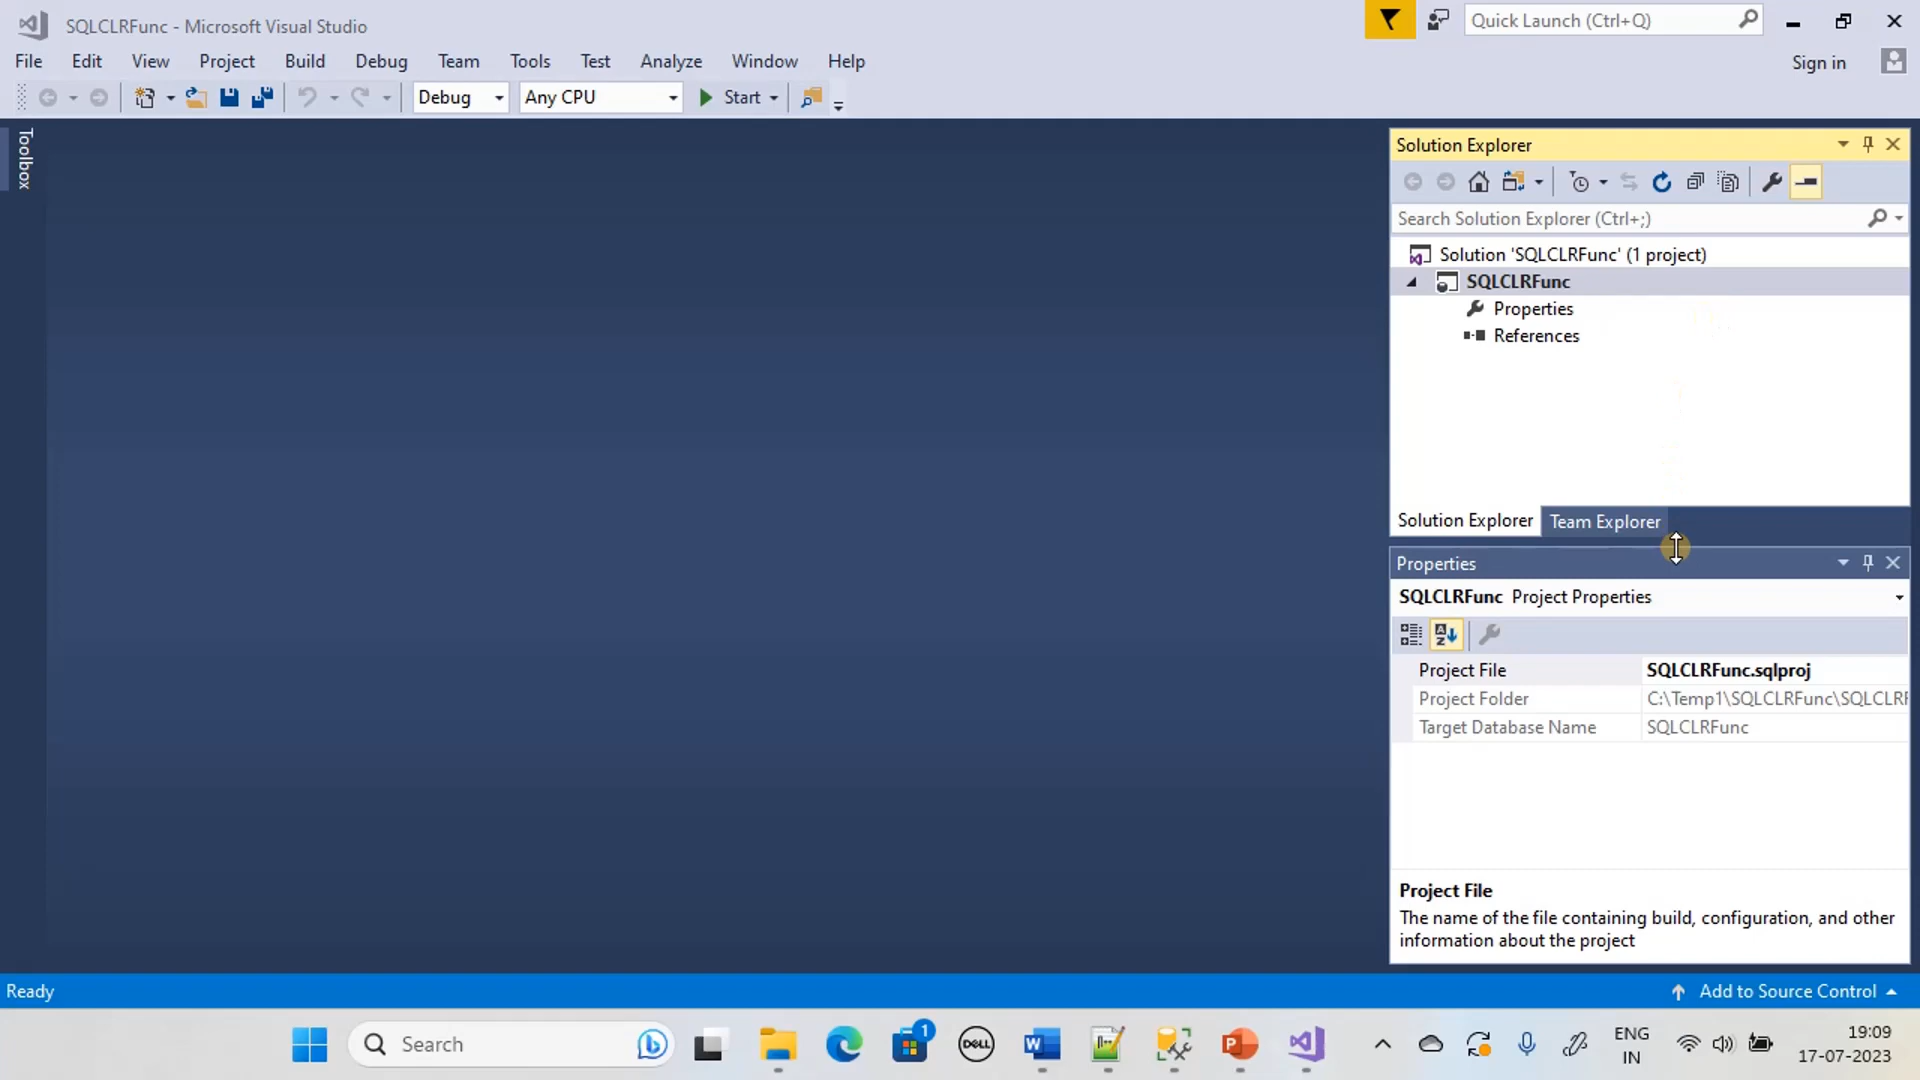 SQLCLRFunc - Microsoft Visual Studio
Quick Launch (Ctrl+Q)
File Edit View Project Build Debug Team Tools Test Analyze Window Help
Sign in
Debug Any CPU Start
Toolbox
Solution Explorer
Search Solution Explorer (Ctrl+;)
Solution 'SQLCLRFunc' (1 project)
SQLCLRFunc
Properties
References
Solution Explorer Team Explorer
Properties
SQLCLRFunc Project Properties
Project File SQLCLRFunc.sqlproj
Project Folder C:\Temp1\SQLCLRFunc\SQLCLRF
Target Database Name SQLCLRFunc
Project File
The name of the file containing build, configuration, and other
information about the project
Ready
Add to Source Control
Search
1
DELL
ENG
IN
19:09
17-07-2023